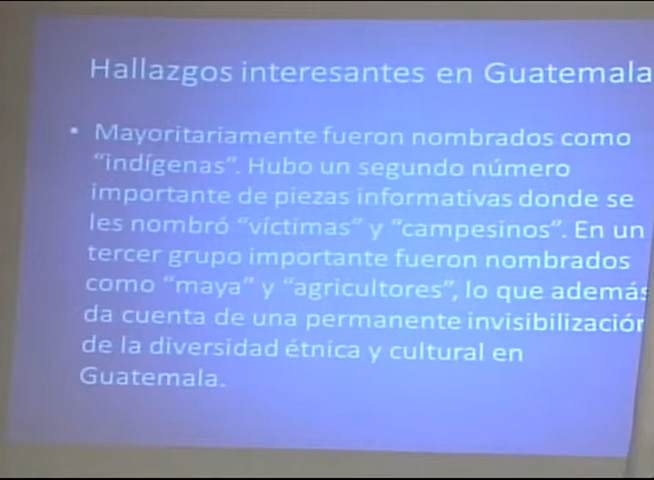 Hallazgos interesantes en Guatemala
• Mayoritariamente fueron nombrados como
“indígenas”. Hubo un segundo número
importante de piezas informativas donde se
les nombró “víctimas” y “campesinos”. En un
tercer grupo importante fueron nombrados
como “maya” y “agricultores”, lo que además
da cuenta de una permanente invisibilización
de la diversidad étnica y cultural en
Guatemala.